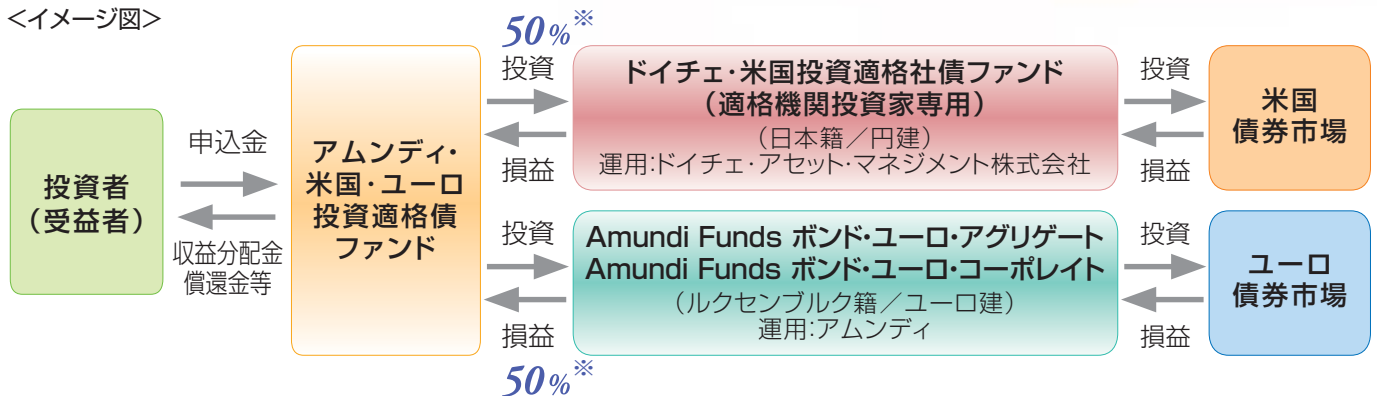 ＜イメージ図＞
投資者
（受益者）
申込金
収益分配金
償還金等
アムンディ・
米国・ユーロ
投資適格債
ファンド
50%※
投資
損益
ドイチェ・米国投資適格社債ファンド
（適格機関投資家専用）
（日本籍／円建）
運用:ドイチェ・アセット・マネジメント株式会社
投資
損益
米国
債券市場
投資
損益
50%※
Amundi Funds ボンド・ユーロ・アグリゲート
Amundi Funds ボンド・ユーロ・コーポレイト
（ルクセンブルク籍／ユーロ建）
運用:アムンディ
投資
損益
ユーロ
債券市場